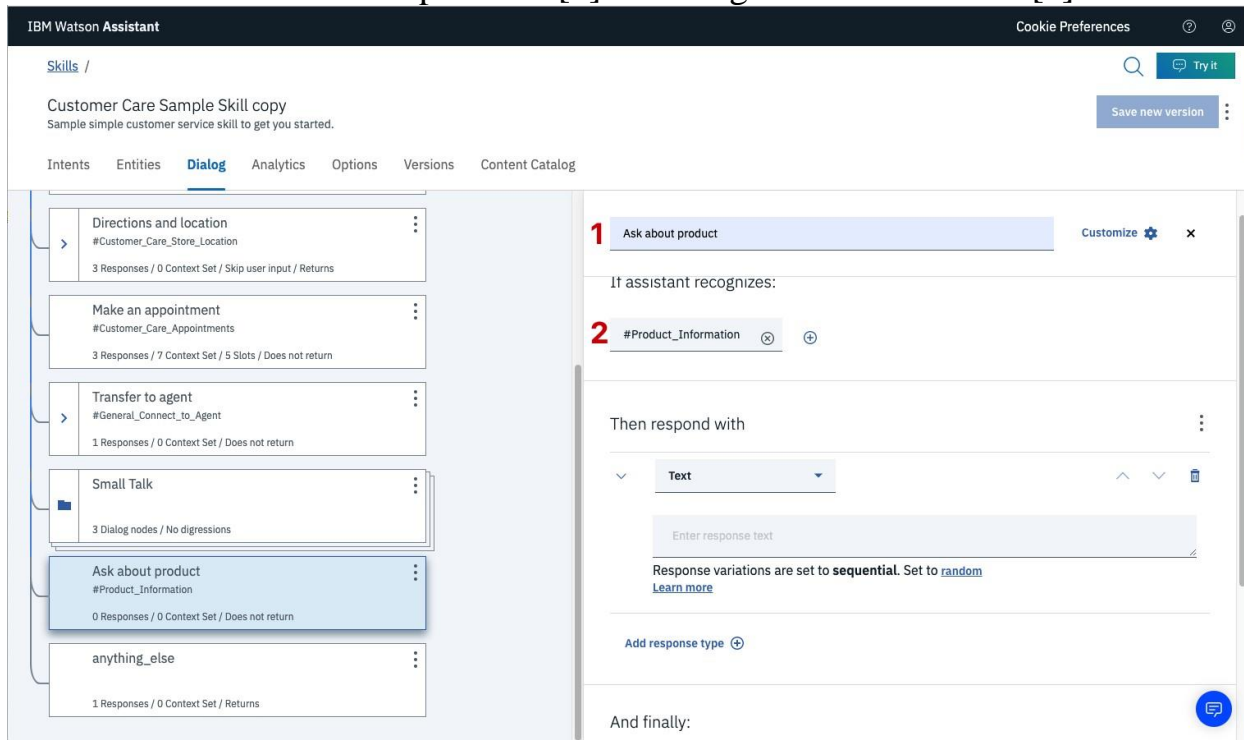 IBM Watson Assistant
Cookie Preferences
Skills /
Try it
Customer Care Sample Skill copy
Sample simple customer service skill to get you started.
Save new version
Intents Entities Dialog Analytics Options Versions Content Catalog
Directions and location
#Customer_Care_Store_Location
3 Responses / 0 Context Set / Skip user input / Returns
Make an appointment
#Customer_Care_Appointments
3 Responses / 7 Context Set / 5 Slots / Does not return
Transfer to agent
#General_Connect_to_Agent
1 Responses / 0 Context Set / Does not return
Small Talk
3 Dialog nodes / No digressions
Ask about product
#Product_Information
0 Responses / 0 Context Set / Does not return
anything_else
1 Responses / 0 Context Set / Returns
1 Ask about product
Customize
If assistant recognizes:
2 #Product_Information
Then respond with
Text
Enter response text
Response variations are set to sequential. Set to random
Learn more
Add response type
And finally: